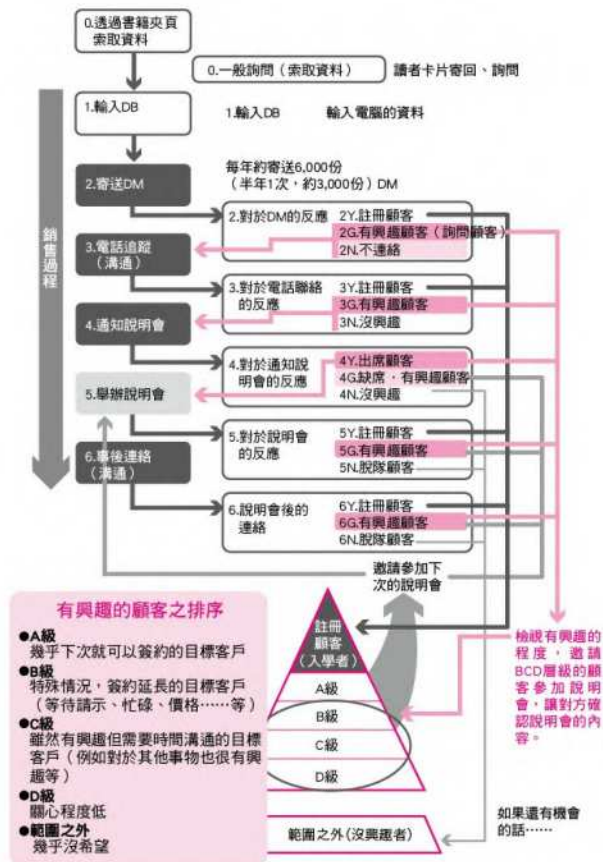 0.透過書籍夾頁
索取資料
0.一般詢問（索取資料）
讀者卡片寄回、詢問
1.輸入DB
1.輸入DB
輸入電腦的資料
銷售過程
2.寄送DM
每年約寄送6,000份
（半年1次，約3,000份）DM
2.對於DM的反應
2Y.註冊顧客
2G.有興趣顧客（詢問顧客）
2N.不連絡
3.電話追蹤
（溝通）
3.對於電話聯絡
的反應
3Y.註冊顧客
3G.有興趣顧客
3N.沒興趣
4.通知說明會
4.對於通知說
明會的反應
4Y.出席顧客
4G.缺席．有興趣顧客
4N.沒興趣
5.舉辦說明會
5.對於說明會
的反應
5Y.註冊顧客
5G.有興趣顧客
5N.脫隊顧客
6.事後連絡
（溝通）
6.說明會後的
連絡
6Y.註冊顧客
6G.有興趣顧客
6N.脫隊顧客
邀請參加下
次的說明會
有興趣的顧客之排序
●A級
幾乎下次就可以簽約的目標客戶
●B級
特殊情況，簽約延長的目標客戶
（等待請示、忙碌、價格……等）
●C級
雖然有興趣但需要時間溝通的目標
客戶（例如對於其他事物也很有興
趣等）
●D級
關心程度低
●範圍之外
幾乎沒希望
註冊
顧客
（入學者）
A級
B級
C級
D級
範圍之外(沒興趣者)
檢視有興趣的
程度，邀請
BCD層級的顧
客參加說明
會，讓對方確
認說明會的內
容。
如果還有機會
的話……